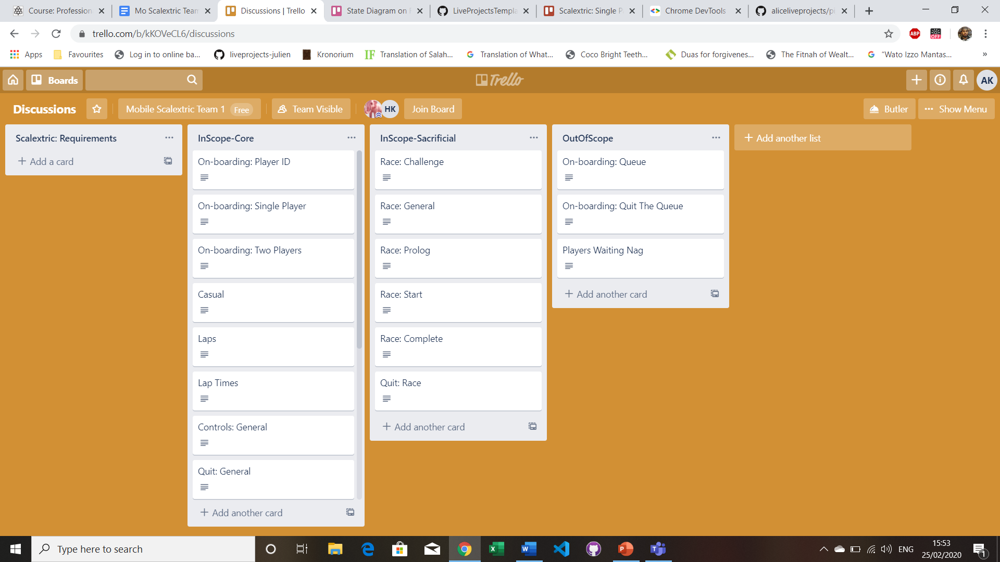 Course: Profession
Mo Scalextric Team
Discussions | Trello
State Diagram on
LiveProjectsTempla
Scalextric: Single P
Chrome DevTools
aliceliveprojects/pi
trello.com/b/kKOVeCL6/discussions
ABP
OFF
Apps
Favourites
Log in to online ba...
liveprojects-julien
Kronorium
IF Translation of Salah...
Translation of What...
Coco Bright Teeth...
Duas for forgivenes...
The Fitnah of Wealt...
"Wato Izzo Mantas...
»
Boards
Trello
AK
Discussions
Mobile Scalextric Team 1 Free
Team Visible
HK
Join Board
Butler
Show Menu
Scalextric: Requirements
Add a card
InScope-Core
On-boarding: Player ID
On-boarding: Single Player
On-boarding: Two Players
Casual
Laps
Lap Times
Controls: General
Quit: General
Add another card
InScope-Sacrificial
Race: Challenge
Race: General
Race: Prolog
Race: Start
Race: Complete
Quit: Race
Add another card
OutOfScope
On-boarding: Queue
On-boarding: Quit The Queue
Players Waiting Nag
Add another card
Add another list
Type here to search
ENG
15:53
25/02/2020
1